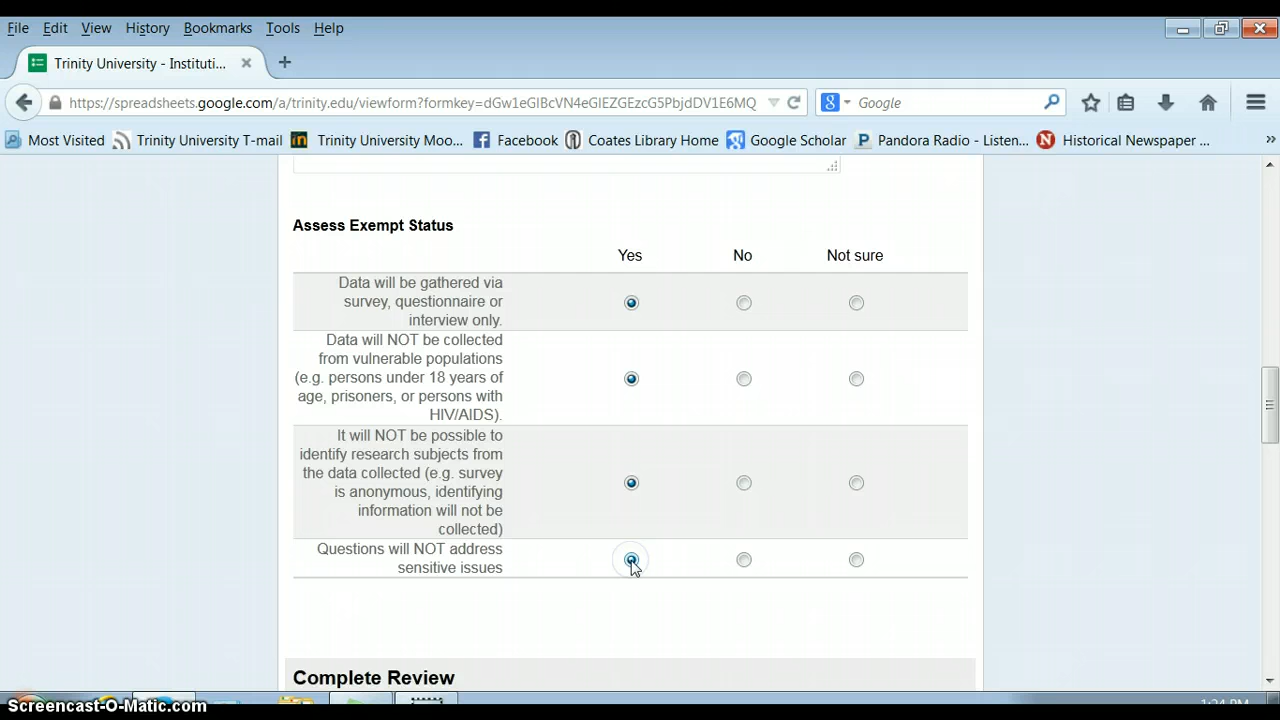 File Edit View History Bookmarks Tools Help
Trinity University - Instituti...
https://spreadsheets.google.com/a/trinity.edu/viewform?formkey=dGw1eGlBSVN4eGlEZGEzcG5PbjdDV1E6MQ
Google
Most Visited Trinity University T-mail Trinity University Moo... Facebook Coates Library Home Google Scholar Pandora Radio - Listen... Historical Newspaper ...
Assess Exempt Status
Yes No Not sure
Data will be gathered via
survey, questionnaire or
interview only.
Data will NOT be collected
from vulnerable populations
(e.g. persons under 18 years of
age, prisoners, or persons with
HIV/AIDS).
It will NOT be possible to
identify research subjects from
the data collected (e.g. survey
is anonymous, identifying
information will not be
collected)
Questions will NOT address
sensitive issues
Complete Review
Screencast-O-Matic.com